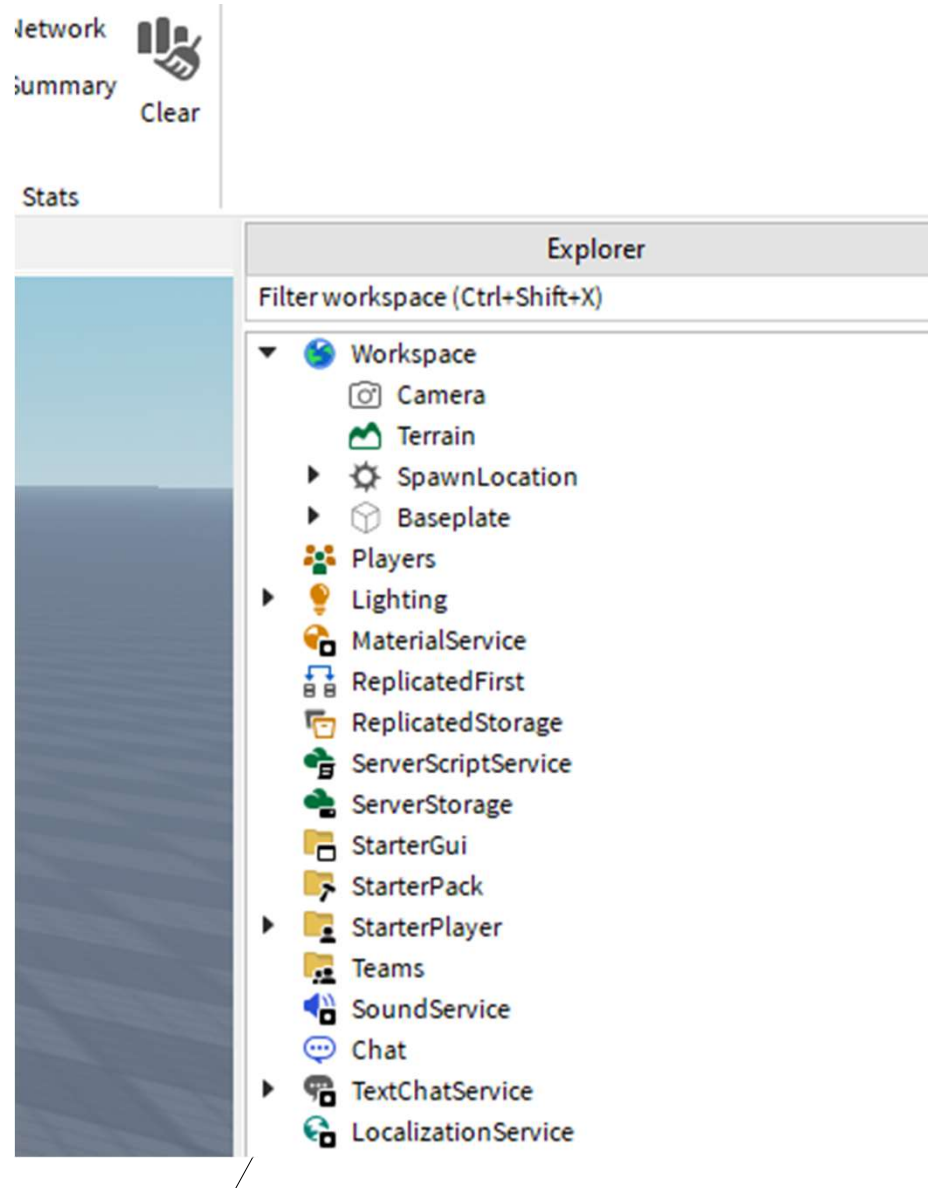 Network
Summary
Clear
Stats
Explorer
Filter workspace (Ctrl+Shift+X)
Workspace
Camera
Terrain
SpawnLocation
Baseplate
Players
Lighting
MaterialService
ReplicatedFirst
ReplicatedStorage
ServerScriptService
ServerStorage
StarterGui
StarterPack
StarterPlayer
Teams
SoundService
Chat
TextChatService
LocalizationService